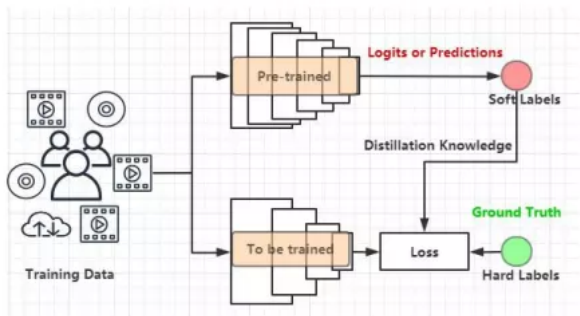 Logits or Predictions
Pre-trained
Soft Labels
Distillation Knowledge
Ground Truth
To be trained
Loss
Hard Labels
Training Data